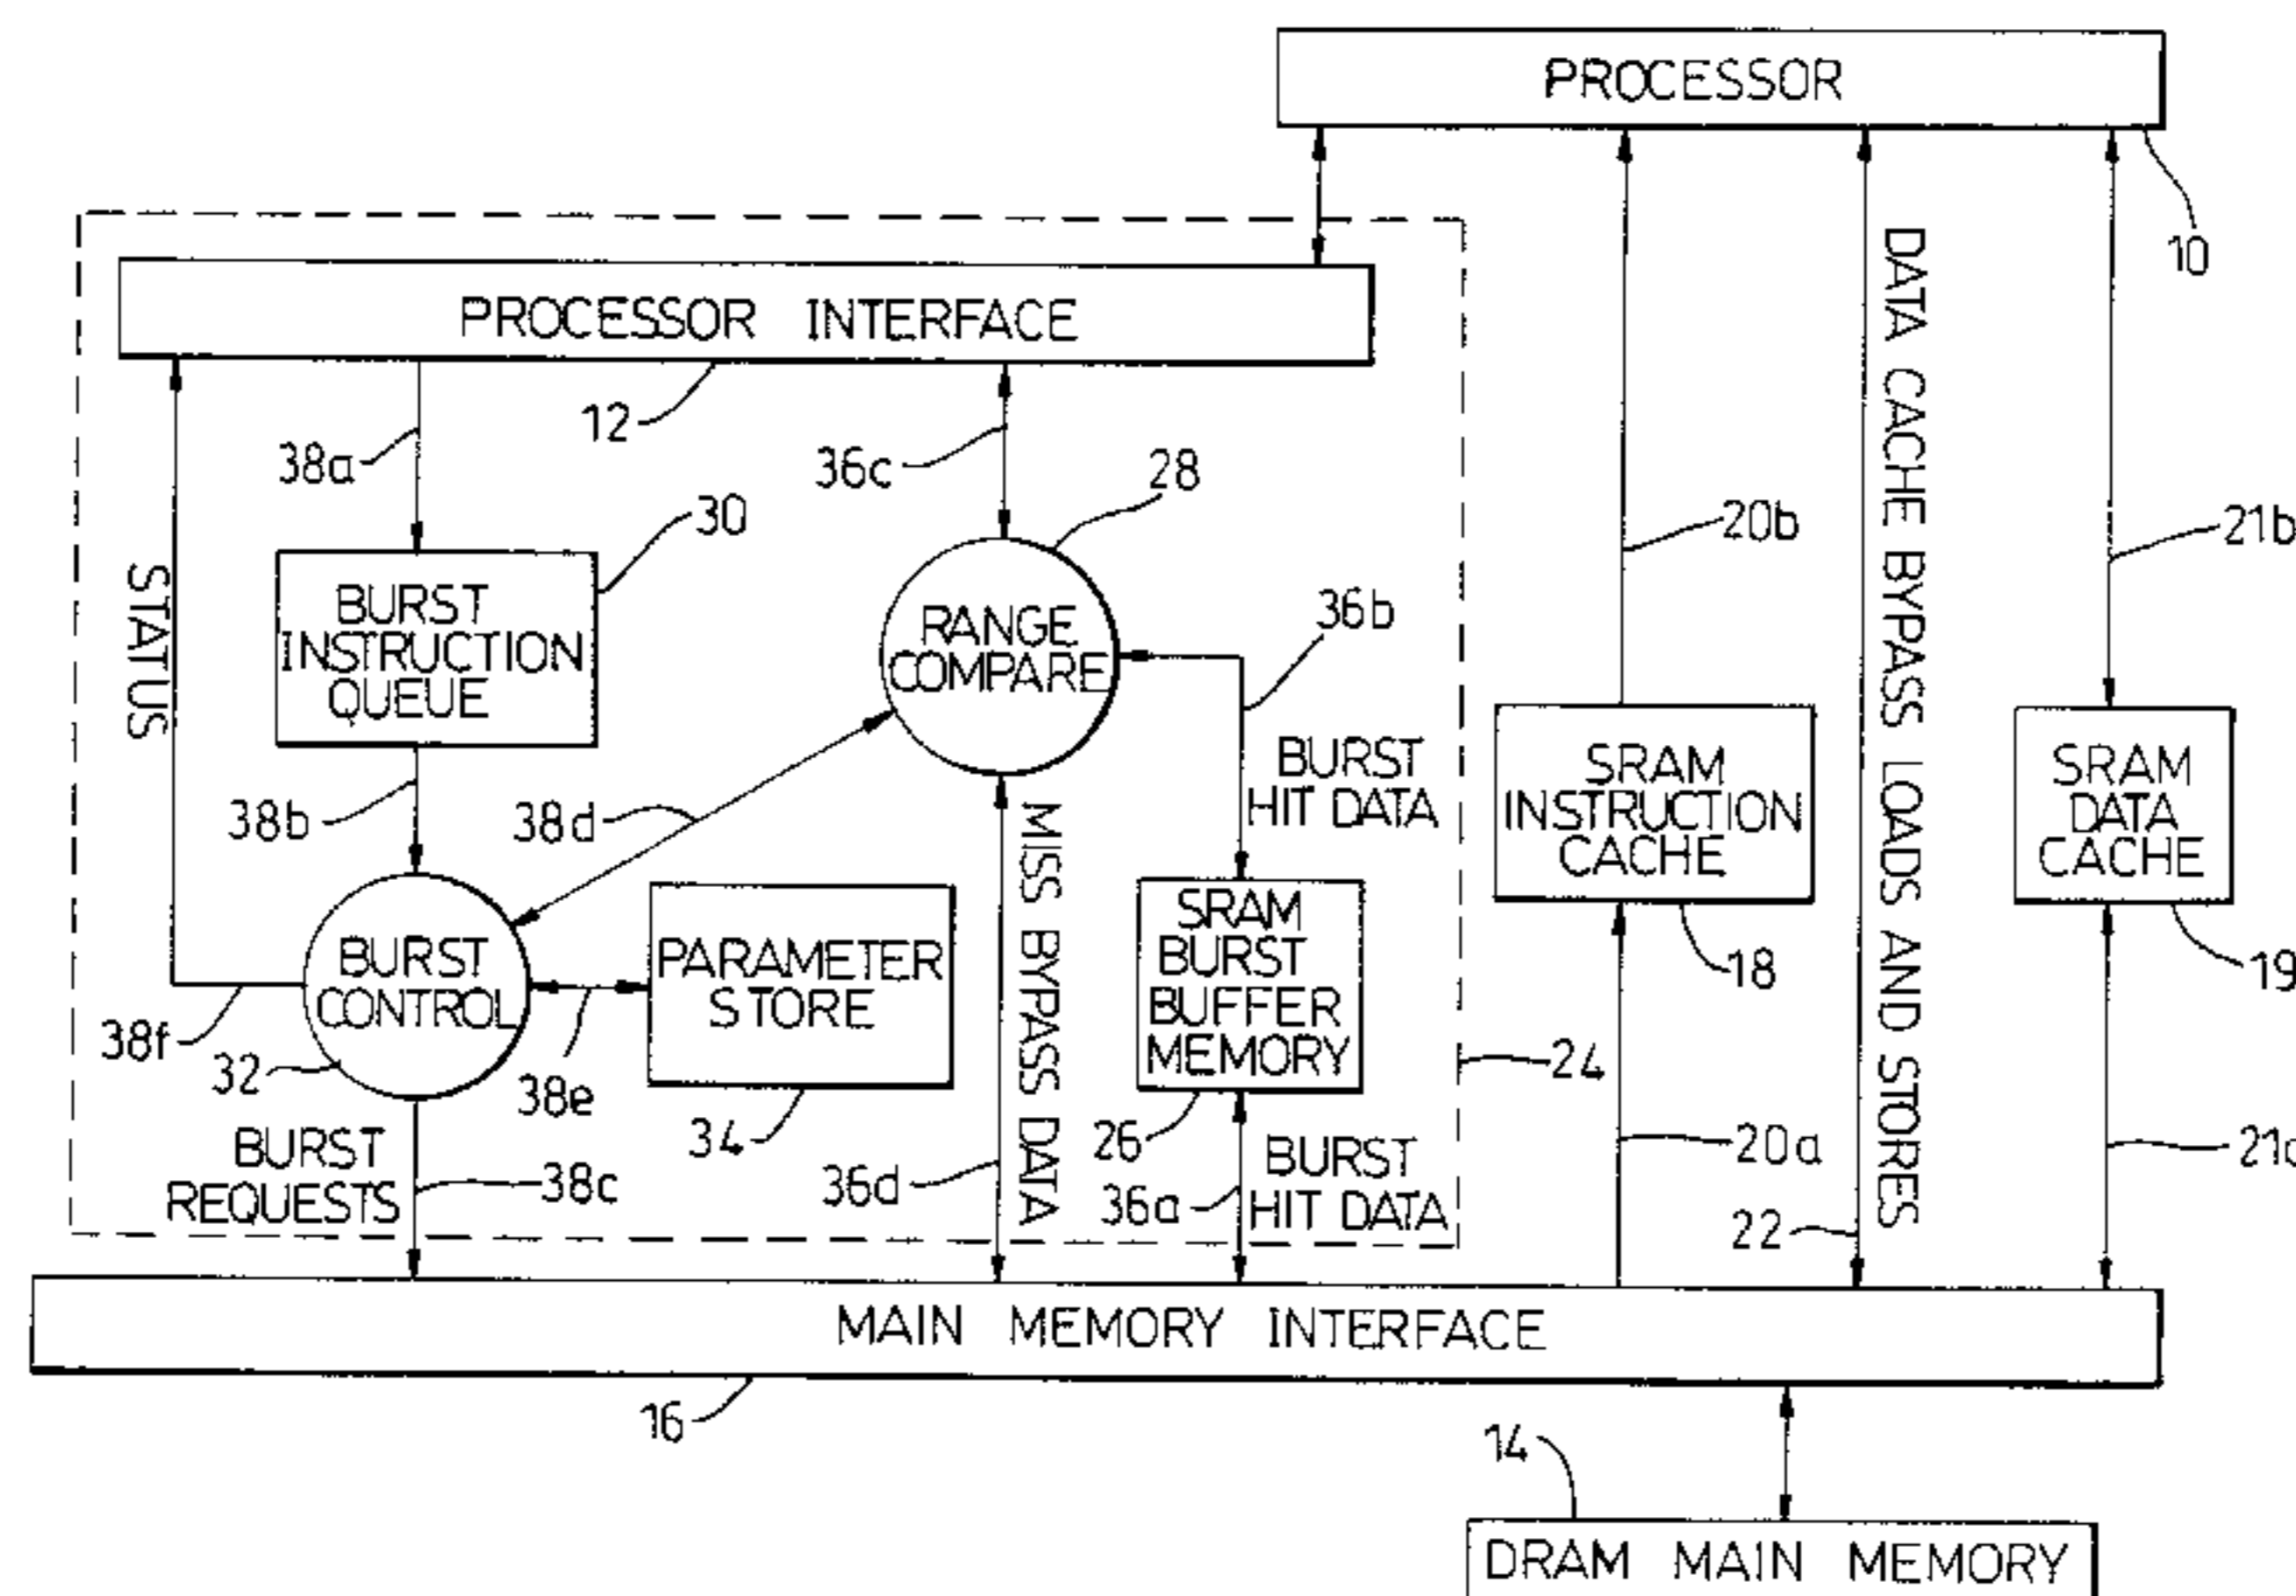 PROCESSOR
10
PROCESSOR INTERFACE
12
38a
36c
28
30
STATUS
BURST
INSTRUCTION
QUEUE
RANGE
COMPARE
36b
20b
21b
DATA CACHE BYPASS LOADS AND STORES
38b
38d
BURST
HIT DATA
SRAM
INSTRUCTION
CACHE
18
SRAM
DATA
CACHE
19
BURST
CONTROL
38f
32
38e
PARAMETER
STORE
34
MISS BYPASS DATA
SRAM
BURST
BUFFER
MEMORY
26
24
BURST
REQUESTS
38c
36d
36a
BURST
HIT DATA
20a
22
MAIN MEMORY INTERFACE
16
14
DRAM MAIN MEMORY